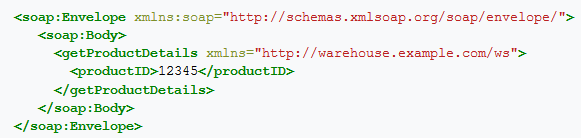 <soap:Envelope xmlns:soap="http://schemas.xmlsoap.org/soap/envelope/">
<soap:Body>
<getProductDetails xmlns="http://warehouse.example.com/ws">
<productID>12345</productID>
</getProductDetails>
</soap:Body>
</soap:Envelope>